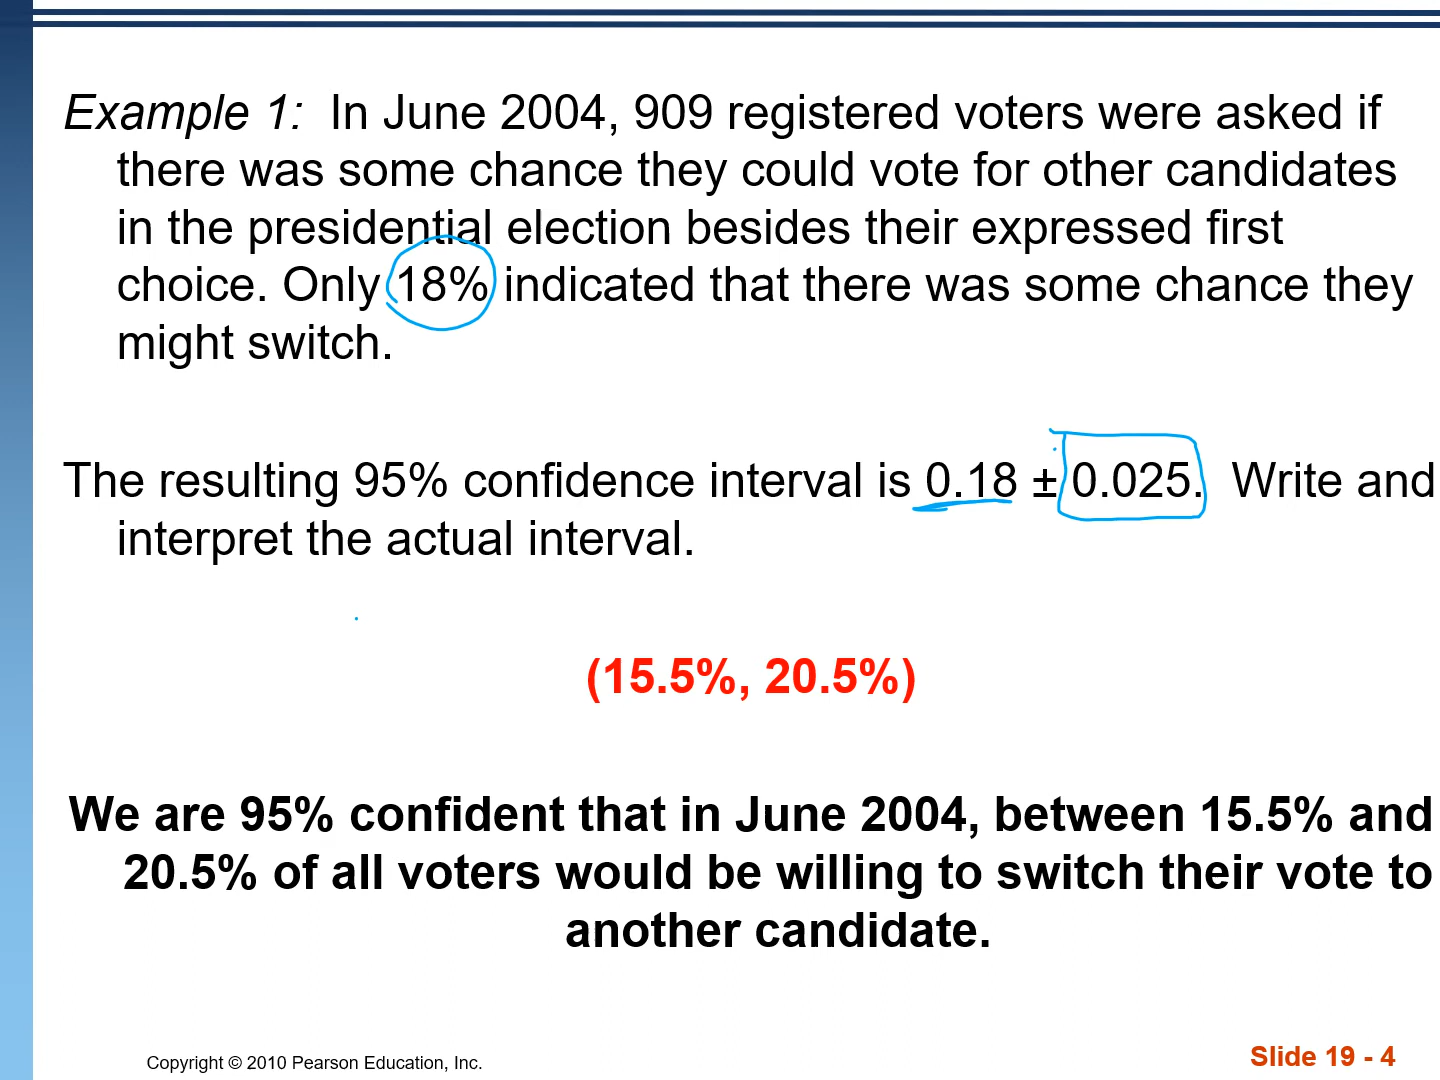 Example 1: In June 2004, 909 registered voters were asked if
there was some chance they could vote for other candidates
in the presidential election besides their expressed first
choice. Only 18% indicated that there was some chance they
might switch.
The resulting 95% confidence interval is 0.18 ± 0.025. Write and
interpret the actual interval.
(15.5%, 20.5%)
We are 95% confident that in June 2004, between 15.5% and
20.5% of all voters would be willing to switch their vote to
another candidate.
Copyright © 2010 Pearson Education, Inc.
Slide 19 - 4